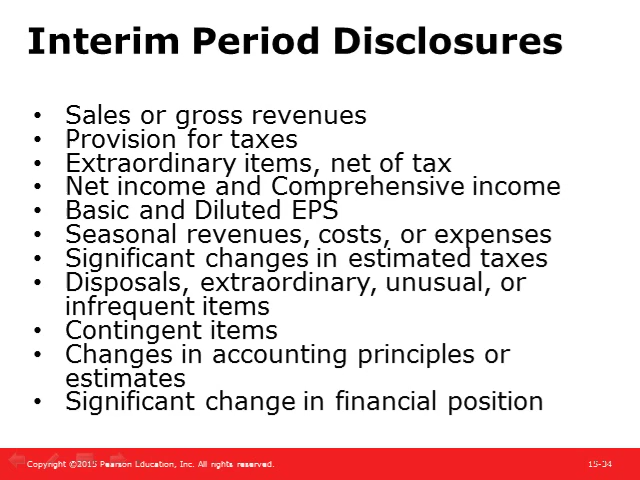 Interim Period Disclosures
• Sales or gross revenues
• Provision for taxes
• Extraordinary items, net of tax
• Net income and Comprehensive income
• Basic and Diluted EPS
• Seasonal revenues, costs, or expenses
• Significant changes in estimated taxes
• Disposals, extraordinary, unusual, or
infrequent items
• Contingent items
• Changes in accounting principles or
estimates
• Significant change in financial position
Copyright ©2015 Pearson Education, Inc. All rights reserved.
15-34